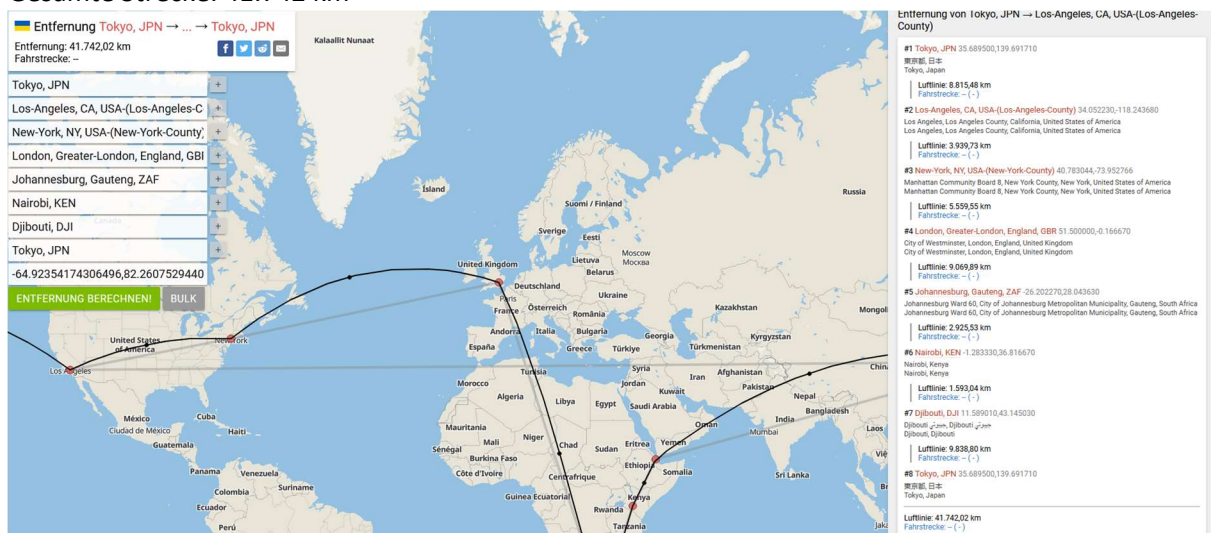 Entfernung Tokyo, JPN → ... → Tokyo, JPN
Entfernung: 41.742,02 km
Fahrstrecke: –
Tokyo, JPN
Los-Angeles, CA, USA-(Los-Angeles-C
New-York, NY, USA-(New-York-County)
London, Greater-London, England, GBI
Johannesburg, Gauteng, ZAF
Nairobi, KEN
Djibouti, DJI
Tokyo, JPN
-64.92354174306496,82.2607529440
ENTFERNUNG BERECHNEN! BULK
Kalaallit Nunaat
Ísland
Suomi / Finland
Russia
Sverige
Eesti
Moscow
Москва
Lietuva
Belarus
United Kingdom
Deutschland
Paris
Ukraine
France
Österreich
România
Kazakhstan
Mongol
Andorra
Italia
Bulgaria
Georgia
Kyrgyzstan
España
Greece
Türkiye
Türkmenistan
United States
of America
New York
Los Angeles
Tunisia
Syria
Iran
Afghanistan
China
Morocco
Jordan
Kuwait
Pakistan
Nepal
Algeria
Libya
Egypt
Saudi Arabia
Bangladesh
México
Ciudad de México
Cuba
Haiti
Mauritania
Oman
India
Mumbai
Laos
Guatemala
Mali
Niger
Chad
Sudan
Eritrea
Yemen
Sénégal
Burkina Faso
Ethiopia
Somalia
Sri Lanka
Panama
Venezuela
Côte d'Ivoire
Centrafrique
Colombia
Suriname
Guinea Ecuatorial
Kenya
Ecuador
Rwanda
Perú
Tanzania
Entfernung von Tokyo, JPN → Los-Angeles, CA, USA-(Los-Angeles-
County)
#1 Tokyo, JPN 35.689500,139.691710
東京都, 日本
Tokyo, Japan
Luftlinie: 8.815,48 km
Fahrstrecke: – ( - )
#2 Los-Angeles, CA, USA-(Los-Angeles-County) 34.052230,-118.243680
Los Angeles, Los Angeles County, California, United States of America
Los Angeles, Los Angeles County, California, United States of America
Luftlinie: 3.939,73 km
Fahrstrecke: – ( - )
#3 New-York, NY, USA-(New-York-County) 40.783044,-73.952766
Manhattan Community Board 8, New York County, New York, United States of America
Manhattan Community Board 8, New York County, New York, United States of America
Luftlinie: 5.559,55 km
Fahrstrecke: – ( - )
#4 London, Greater-London, England, GBR 51.500000,-0.166670
City of Westminster, London, England, United Kingdom
City of Westminster, London, England, United Kingdom
Luftlinie: 9.069,89 km
Fahrstrecke: – ( - )
#5 Johannesburg, Gauteng, ZAF -26.202270,28.043630
Johannesburg Ward 60, City of Johannesburg Metropolitan Municipality, Gauteng, South Africa
Johannesburg Ward 60, City of Johannesburg Metropolitan Municipality, Gauteng, South Africa
Luftlinie: 2.925,53 km
Fahrstrecke: – ( - )
#6 Nairobi, KEN -1.283330,36.816670
Nairobi, Kenya
Nairobi, Kenya
Luftlinie: 1.593,04 km
Fahrstrecke: – ( - )
#7 Djibouti, DJI 11.589010,43.145030
Djibouti جيبوتي, Djibouti جيبوتي
Djibouti, Djibouti
Luftlinie: 9.838,80 km
Fahrstrecke: – ( - )
#8 Tokyo, JPN 35.689500,139.691710
東京都, 日本
Tokyo, Japan
Luftlinie: 41.742,02 km
Fahrstrecke: – ( - )